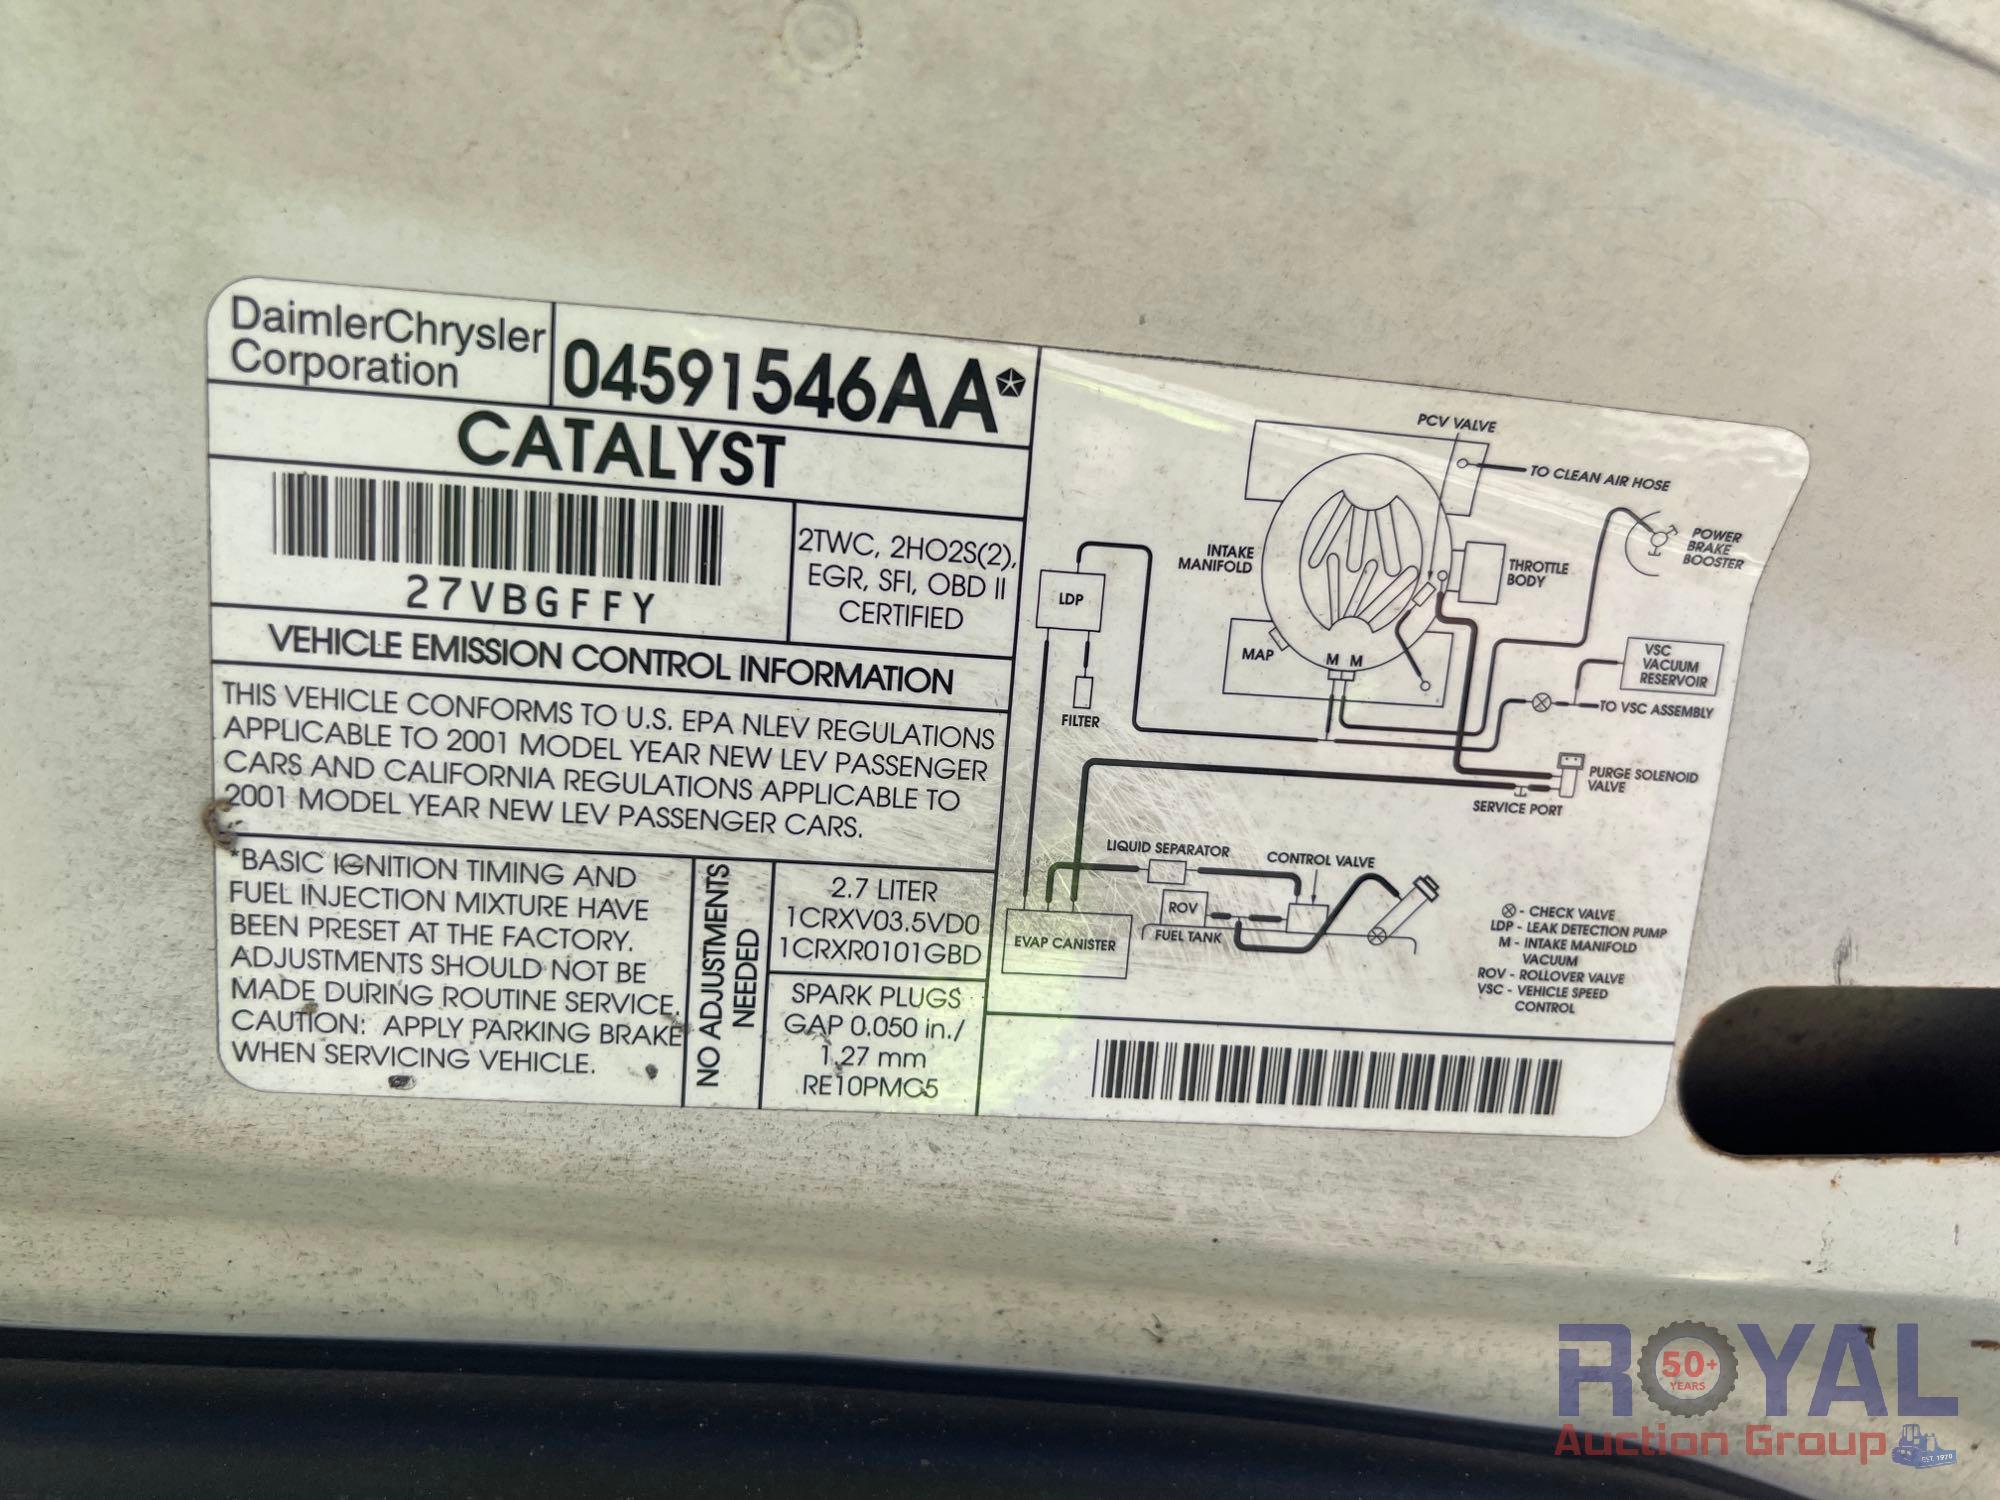 DaimlerChrysler
Corporation
04591546AA*
CATALYST
27VBGFFY
2TWC, 2HO2S(2),
EGR, SFI, OBD II
CERTIFIED
VEHICLE EMISSION CONTROL INFORMATION
THIS VEHICLE CONFORMS TO U.S. EPA NLEV REGULATIONS
APPLICABLE TO 2001 MODEL YEAR NEW LEV PASSENGER
CARS AND CALIFORNIA REGULATIONS APPLICABLE TO
2001 MODEL YEAR NEW LEV PASSENGER CARS.
*BASIC IGNITION TIMING AND
FUEL INJECTION MIXTURE HAVE
BEEN PRESET AT THE FACTORY.
ADJUSTMENTS SHOULD NOT BE
MADE DURING ROUTINE SERVICE.
CAUTION: APPLY PARKING BRAKE
WHEN SERVICING VEHICLE.
NO ADJUSTMENTS
NEEDED
2.7 LITER
1CRXV03.5VD0
1CRXR0101GBD
SPARK PLUGS
GAP 0.050 in./
1.27 mm
RE10PMC5
PCV VALVE
TO CLEAN AIR HOSE
INTAKE
MANIFOLD
POWER
BRAKE
BOOSTER
THROTTLE
BODY
LDP
FILTER
MAP
M M
VSC
VACUUM
RESERVOIR
TO VSC ASSEMBLY
PURGE SOLENOID
VALVE
SERVICE PORT
LIQUID SEPARATOR
CONTROL VALVE
ROV
FUEL TANK
EVAP CANISTER
⊗ - CHECK VALVE
LDP - LEAK DETECTION PUMP
M - INTAKE MANIFOLD
VACUUM
ROV - ROLLOVER VALVE
VSC - VEHICLE SPEED
CONTROL
ROYAL
50+
YEARS
Auction Group
EST. 1970